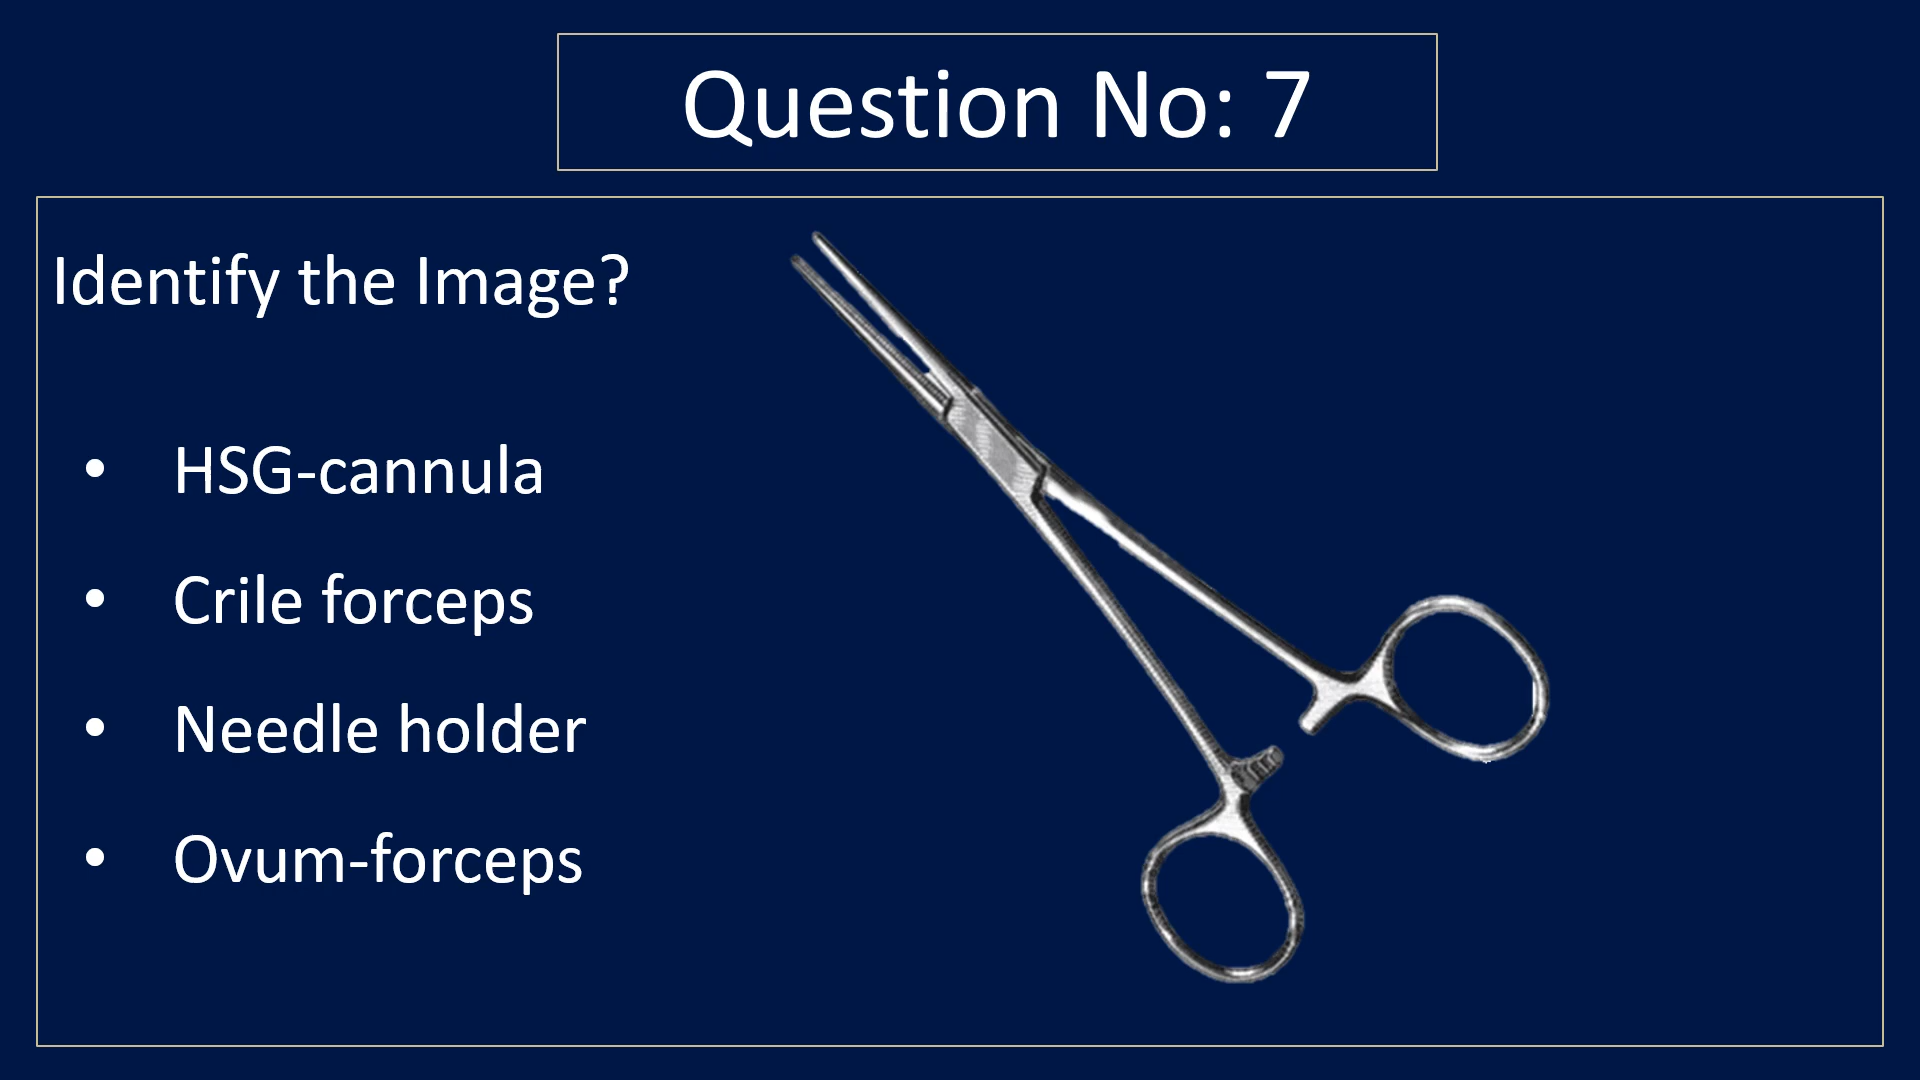 Question No: 7
Identify the Image?
• HSG-cannula
• Crile forceps
• Needle holder
• Ovum-forceps